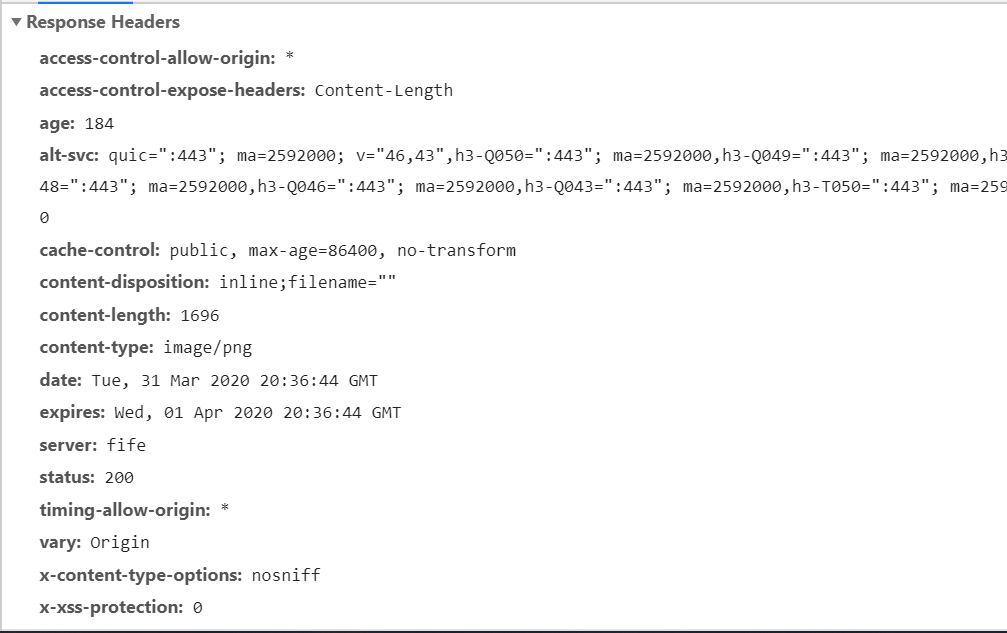 Response Headers
access-control-allow-origin: *
access-control-expose-headers: Content-Length
age: 184
alt-svc: quic=":443"; ma=2592000; v="46,43",h3-Q050=":443"; ma=2592000,h3-Q049=":443"; ma=2592000,h3
48=":443"; ma=2592000,h3-Q046=":443"; ma=2592000,h3-Q043=":443"; ma=2592000,h3-T050=":443"; ma=259
0
cache-control: public, max-age=86400, no-transform
content-disposition: inline;filename=""
content-length: 1696
content-type: image/png
date: Tue, 31 Mar 2020 20:36:44 GMT
expires: Wed, 01 Apr 2020 20:36:44 GMT
server: fife
status: 200
timing-allow-origin: *
vary: Origin
x-content-type-options: nosniff
x-xss-protection: 0